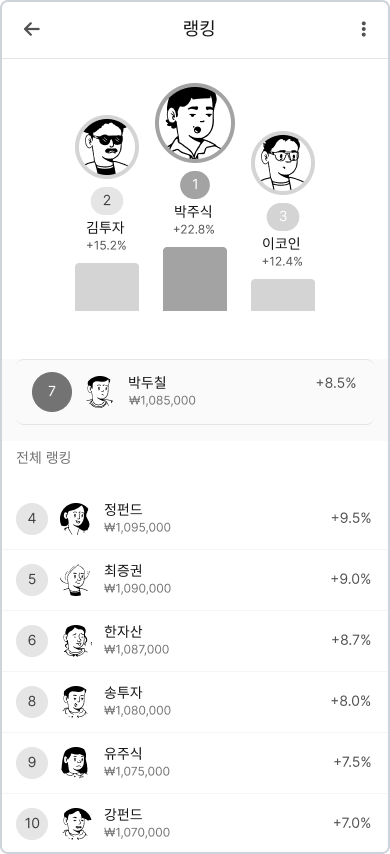 랭킹
1
박주식
+22.8%
2
김투자
+15.2%
3
이코인
+12.4%
7
박두칠
₩1,085,000
+8.5%
전체 랭킹
4
정펀드
₩1,095,000
+9.5%
5
최증권
₩1,090,000
+9.0%
6
한자산
₩1,087,000
+8.7%
8
송투자
₩1,080,000
+8.0%
9
유주식
₩1,075,000
+7.5%
10
강펀드
₩1,070,000
+7.0%